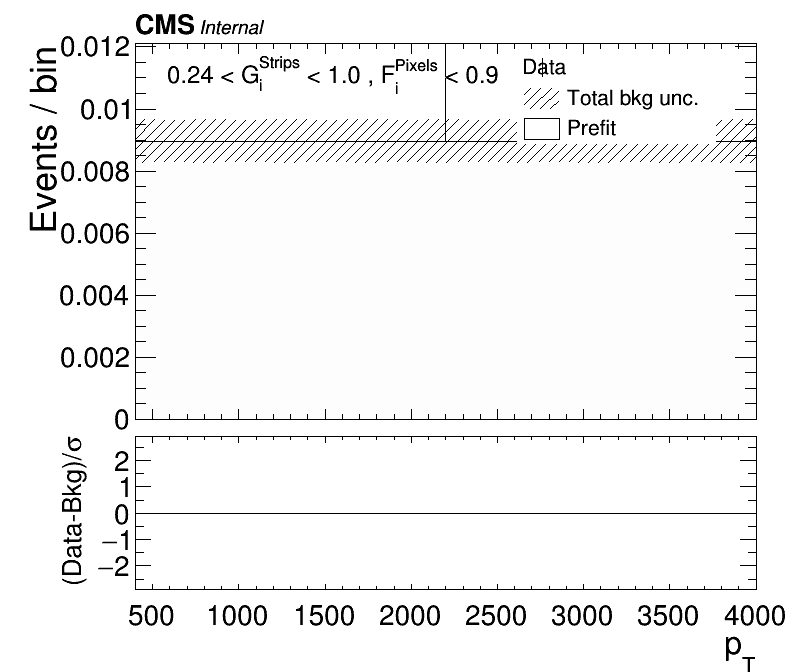 CMS Internal
0.24 < G_i^Strips < 1.0 , F_i^Pixels < 0.9
Data
Total bkg unc.
Prefit
Events / bin
0.012
0.01
0.008
0.006
0.004
0.002
0
(Data-Bkg)/σ
2
1
0
−1
−2
500 1000 1500 2000 2500 3000 3500 4000
p_T